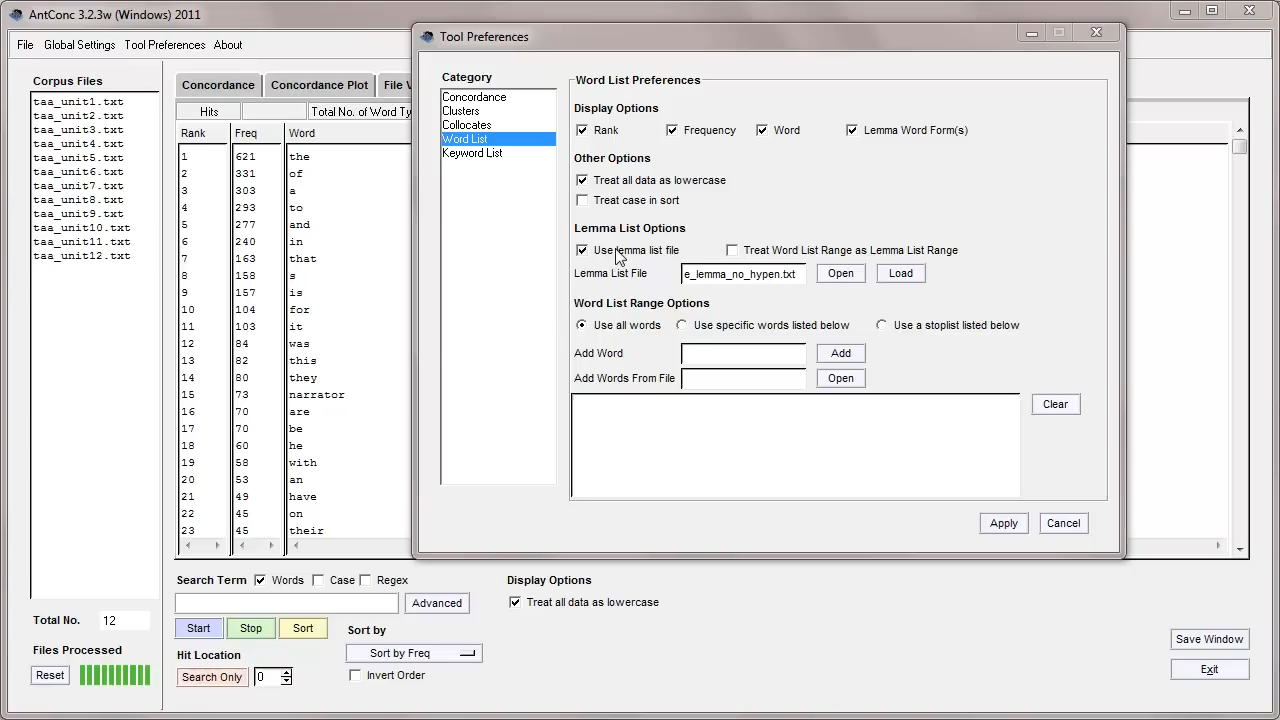 AntConc 3.2.3w (Windows) 2011
File Global Settings Tool Preferences About
Corpus Files
taa_unit1.txt
taa_unit2.txt
taa_unit3.txt
taa_unit4.txt
taa_unit5.txt
taa_unit6.txt
taa_unit7.txt
taa_unit8.txt
taa_unit9.txt
taa_unit10.txt
taa_unit11.txt
taa_unit12.txt
Total No. 12
Files Processed
Reset
Concordance Concordance Plot File V
Hits Total No. of Word Ty
Rank Freq Word
1 621 the
2 331 of
3 303 a
4 293 to
5 277 and
6 240 in
7 163 that
8 158 s
9 157 is
10 104 for
11 103 it
12 84 was
13 82 this
14 80 they
15 73 narrator
16 70 are
17 70 be
18 60 he
19 58 with
20 53 an
21 49 have
22 45 on
23 45 their
Search Term Words Case Regex
Advanced
Start Stop Sort
Hit Location
Search Only 0
Sort by
Sort by Freq
Invert Order
Display Options
Treat all data as lowercase
Save Window
Exit
Tool Preferences
Category
Concordance
Clusters
Collocates
Word List
Keyword List
Word List Preferences
Display Options
Rank Frequency Word Lemma Word Form(s)
Other Options
Treat all data as lowercase
Treat case in sort
Lemma List Options
Use lemma list file Treat Word List Range as Lemma List Range
Lemma List File e_lemma_no_hypen.txt Open Load
Word List Range Options
Use all words Use specific words listed below Use a stoplist listed below
Add Word Add
Add Words From File Open
Clear
Apply Cancel